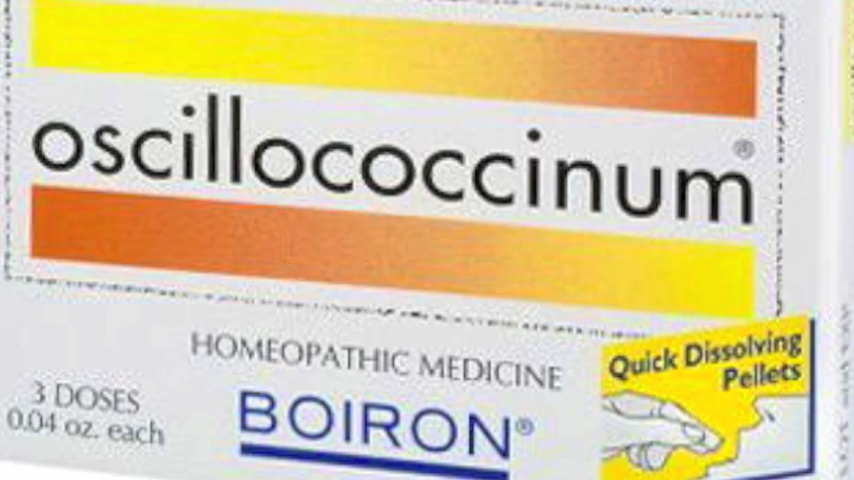 oscillococcinum®
HOMEOPATHIC MEDICINE
3 DOSES
0.04 oz. each
BOIRON®
Quick Dissolving
Pellets